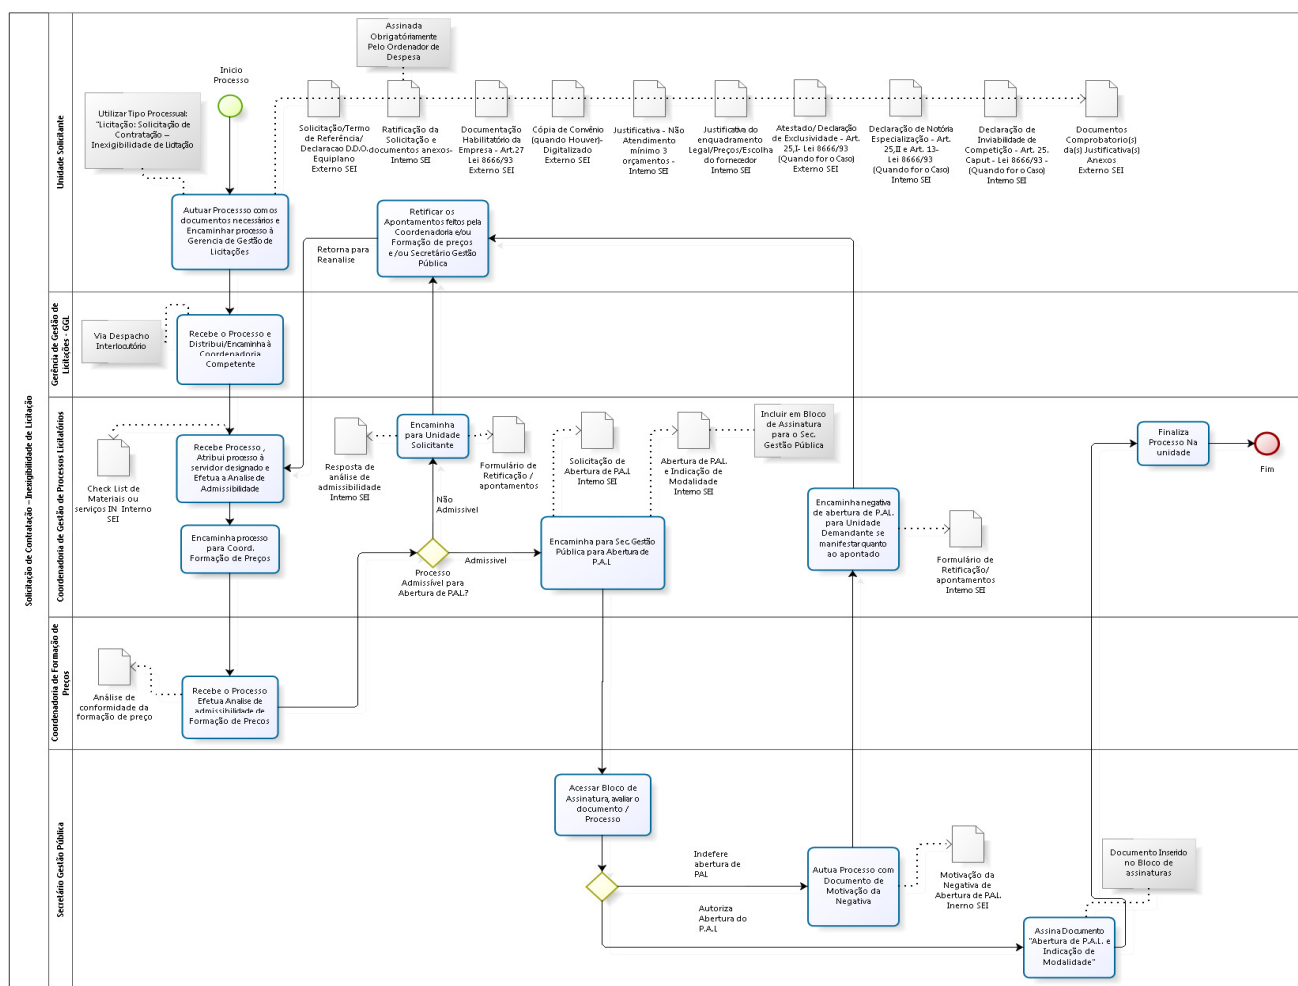 Solicitação de Contratação – Inexigibilidade de Licitação
Unidade Solicitante
Inicio
Processo
Utilizar Tipo Processual:
"Licitação: Solicitação de
Contratação –
Inexigibilidade de Licitação
Assinada
Obrigatóriamente
Pelo Ordenador de
Despesa
Solicitação/Termo
de Referência/
Declaracao D.D.O.
Equiplano
Externo SEI
Ratificação da
Solicitação e
documentos anexos-
Interno SEI
Documentação
Habilitatório da
Empresa - Art.27
Lei 8666/93
Externo SEI
Cópia de Convênio
(quando Houver)-
Digitalizado
Externo SEI
Justificativa - Não
Atendimento
mínimo 3
orçamentos -
Interno SEI
Justificativa do
enquadramento
Legal/Preços/Escolha
do fornecedor
Interno SEI
Atestado/ Declaração
de Exclusividade - Art.
25,I- Lei 8666/93
(Quando for o Caso)
Externo SEI
Declaração de Notória
Especialização - Art.
25,II e Art. 13-
Lei 8666/93
(Quando for o Caso)
Interno SEI
Declaração de
Inviabilidade de
Competição - Art. 25.
Caput - Lei 8666/93 -
(Quando for o Caso)
Interno SEI
Documentos
Comprobatorio(s)
da(s) Justificativa(s)
Anexos
Externo SEI
Autuar Processso com os
documentos necessários e
Encaminhar processo à
Gerencia de Gestão de
Licitações
Retificar os
Apontamentos feitos pela
Coordenadoria e/ou
Formação de preços
e/ou Secretário Gestão
Pública
Retorna para
Reanalise
Gerência de Gestão de
Licitações - GGL
Via Despacho
Interlocutório
Recebe o Processo e
Distribui/Encaminha à
Coordenadoria
Competente
Coordenadoria de Gestão de Processos Licitatórios
Check List de
Materiais ou
serviços IN Interno
SEI
Recebe Processo ,
Atribui processo à
servidor designado e
Efetua a Analise de
Admissibilidade
Encaminha processo
para Coord.
Formação de Preços
Resposta de
análise de
admissibilidade
Interno SEI
Encaminha
para Unidade
Solicitante
Formulário de
Retificação /
apontamentos
Não
Admissivel
Processo
Admissível para
Abertura de P.A.L?
Admissivel
Solicitação de
Abertura de P.A.l
Interno SEI
Abertura de P.A.L.
e Indicação de
Modalidade
Interno SEI
Incluir em Bloco
de Assinatura
para o Sec.
Gestão Pública
Encaminha para Sec. Gestão
Pública para Abertura de
P.A.L
Encaminha negativa
de abertura de P.A.L.
para Unidade
Demandante se
manifestar quanto
ao apontado
Formulário de
Retificação/
apontamentos
Interno SEI
Finaliza
Processo Na
unidade
Fim
Coordenadoria de Formação de
Preços
Análise de
conformidade da
formação de preço
Recebe o Processo
Efetua Analise de
admissibilidade de
Formação de Precos
Secretário Gestão Pública
Acessar Bloco de
Assinatura, avaliar o
documento /
Processo
Indefere
abertura de
PAL
Autoriza
Abertura do
P.A.L
Autua Processo com
Documento de
Motivação da
Negativa
Motivação da
Negativa de
Abertura de P.A.L.
Inerno SEI
Documento Inserido
no Bloco de
assinaturas
Assina Documento
"Abertura de P.A.L. e
Indicação de
Modalidade"